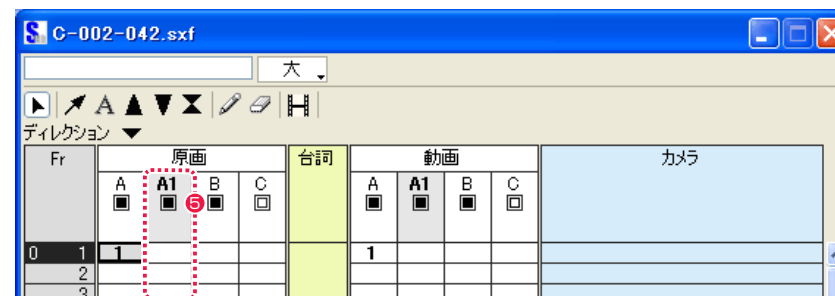 C-002-042.sxf
大
A
ディレクション
Fr 原画 台詞 動画 カメラ
A A1 B C A A1 B C
5
0 1 1 1
2
3